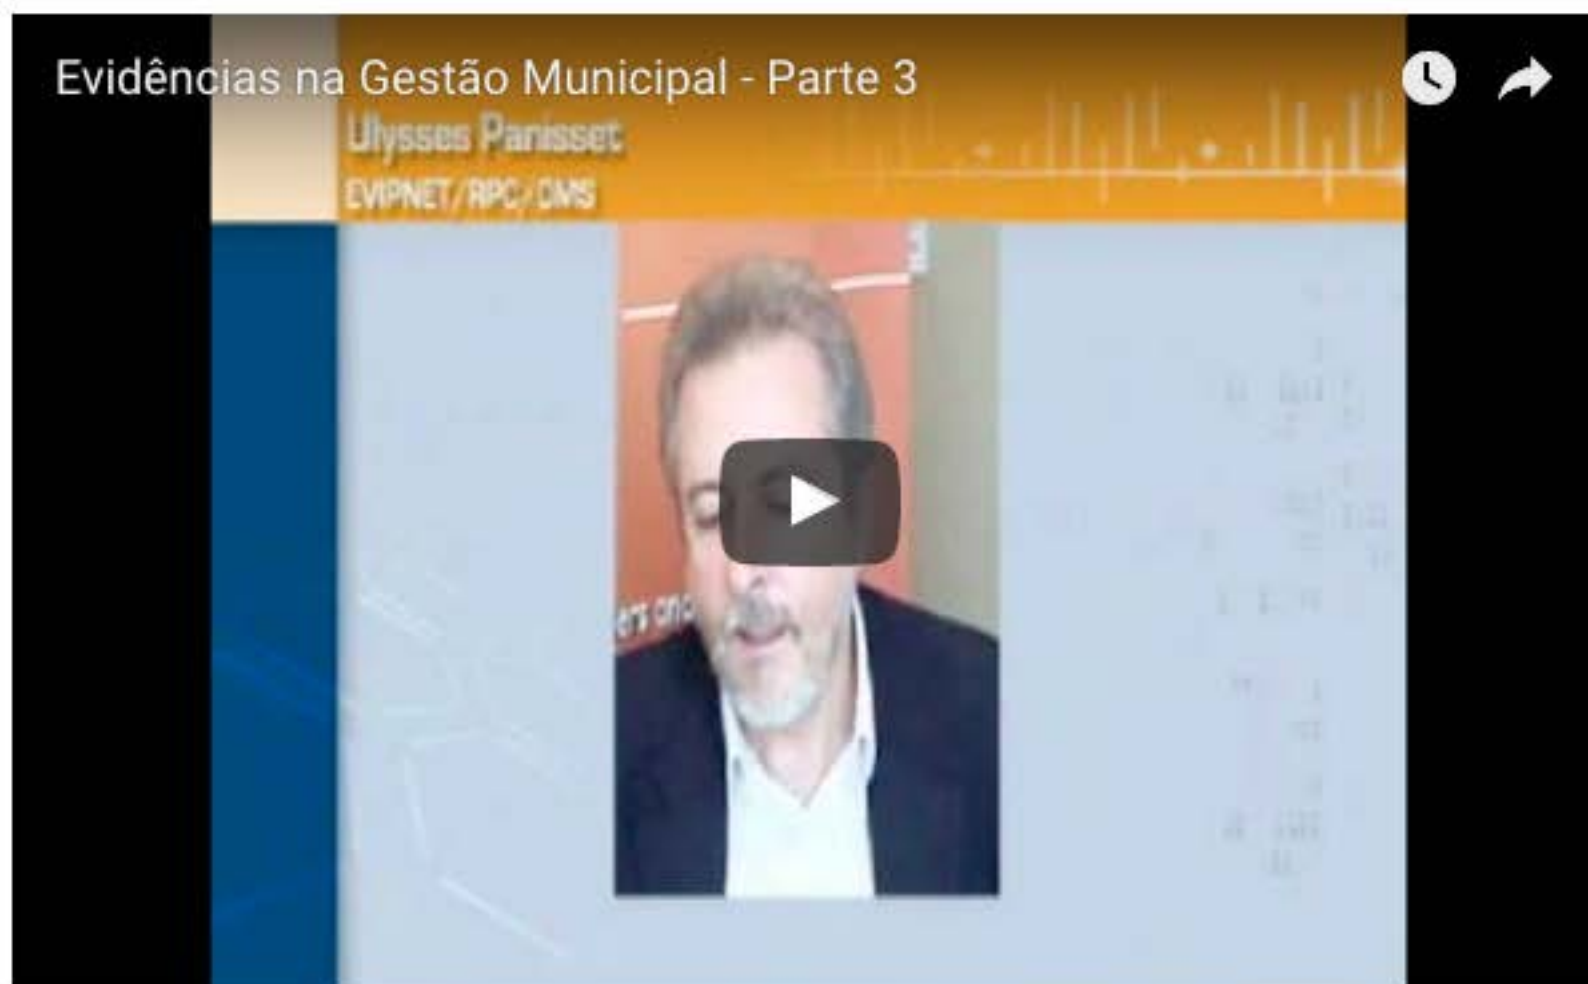 Evidências na Gestão Municipal - Parte 3
Ulysses Panisset
EVIPNET/RPC/OMS